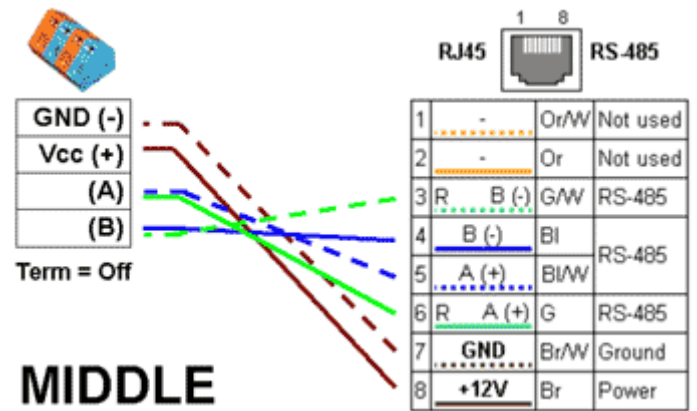 1 8
RJ45 RS-485
GND (-)
Vcc (+)
(A)
(B)
Term = Off
MIDDLE
1 - Or/W Not used
2 - Or Not used
3 R B (-) G/W RS-485
4 B (-) Bl RS-485
5 A (+) Bl/W
6 R A (+) G RS-485
7 GND Br/W Ground
8 +12V Br Power